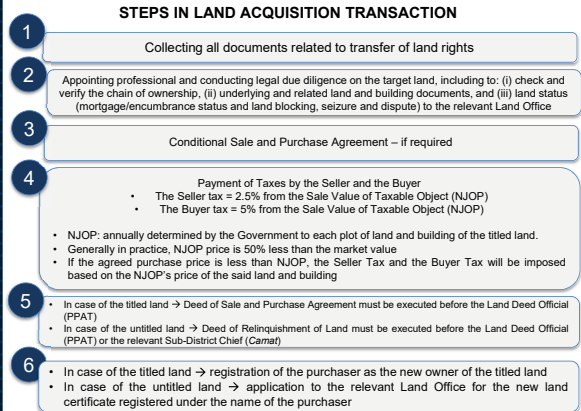 STEPS IN LAND ACQUISITION TRANSACTION
1
Collecting all documents related to transfer of land rights
2
Appointing professional and conducting legal due diligence on the target land, including to: (i) check and
verify the chain of ownership, (ii) underlying and related land and building documents, and (iii) land status
(mortgage/encumbrance status and land blocking, seizure and dispute) to the relevant Land Office
3
Conditional Sale and Purchase Agreement – if required
4
Payment of Taxes by the Seller and the Buyer
• The Seller tax = 2.5% from the Sale Value of Taxable Object (NJOP)
• The Buyer tax = 5% from the Sale Value of Taxable Object (NJOP)
• NJOP: annually determined by the Government to each plot of land and building of the titled land.
• Generally in practice, NJOP price is 50% less than the market value
• If the agreed purchase price is less than NJOP, the Seller Tax and the Buyer Tax will be imposed
based on the NJOP's price of the said land and building
5
• In case of the titled land → Deed of Sale and Purchase Agreement must be executed before the Land Deed Official
(PPAT)
• In case of the untitled land → Deed of Relinquishment of Land must be executed before the Land Deed Official
(PPAT) or the relevant Sub-District Chief (Camat)
6
• In case of the titled land → registration of the purchaser as the new owner of the titled land
• In case of the untitled land → application to the relevant Land Office for the new land
certificate registered under the name of the purchaser